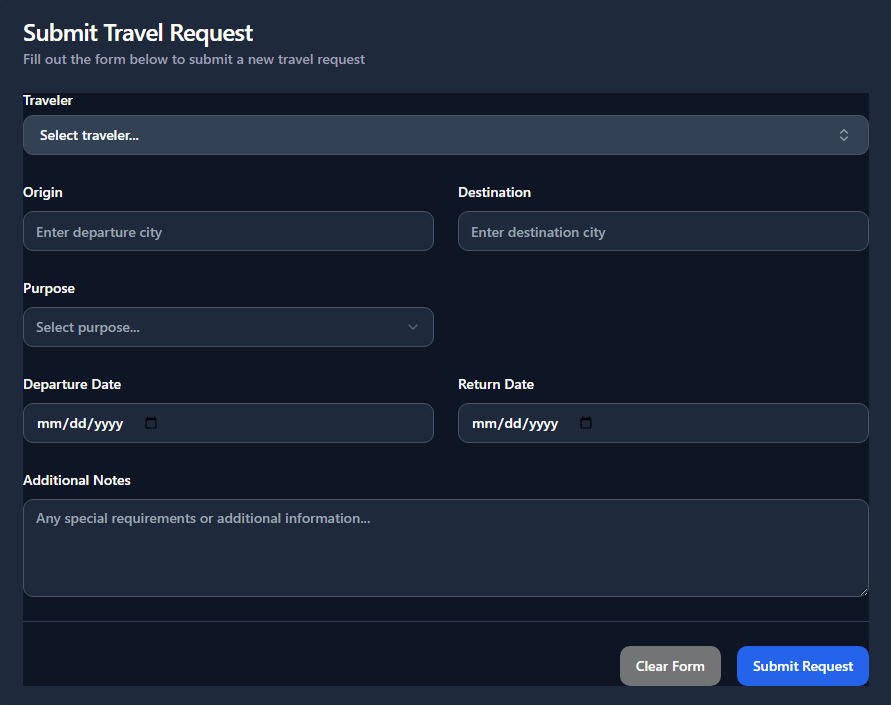 Submit Travel Request
Fill out the form below to submit a new travel request
Traveler
Select traveler...
Origin
Destination
Enter departure city
Enter destination city
Purpose
Select purpose...
Departure Date
Return Date
mm/dd/yyyy
mm/dd/yyyy
Additional Notes
Any special requirements or additional information...
Clear Form
Submit Request